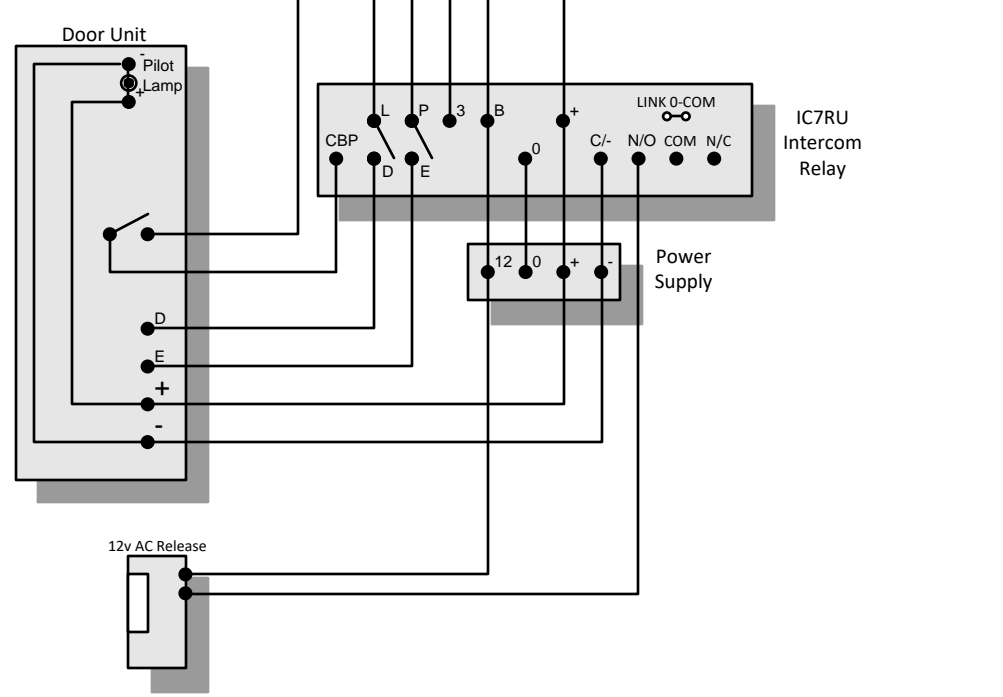 Door Unit
-
Pilot
Lamp
+
L P 3 B +
LINK 0-COM
CBP
0
C/- N/O COM N/C
D E
IC7RU
Intercom
Relay
12 0 + -
Power
Supply
D
E
+
-
12v AC Release